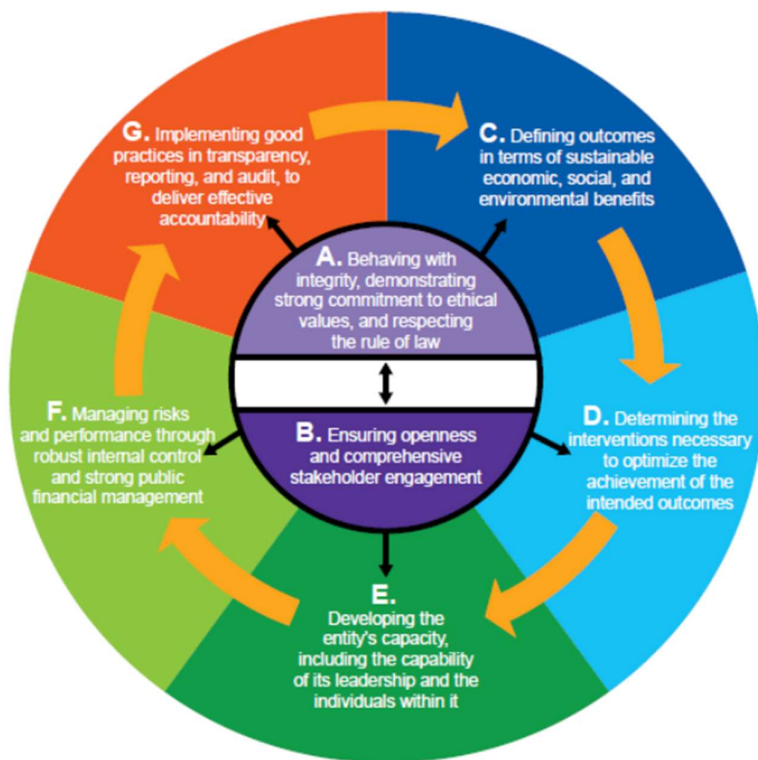 G. Implementing good
practices in transparency,
reporting, and audit, to
deliver effective
accountability
C. Defining outcomes
in terms of sustainable
economic, social, and
environmental benefits
A. Behaving with
integrity, demonstrating
strong commitment to ethical
values, and respecting
the rule of law
F. Managing risks
and performance through
robust internal control
and strong public
financial management
B. Ensuring openness
and comprehensive
stakeholder engagement
D. Determining the
interventions necessary
to optimize the
achievement of the
intended outcomes
E.
Developing the
entity's capacity,
including the capability
of its leadership and the
individuals within it